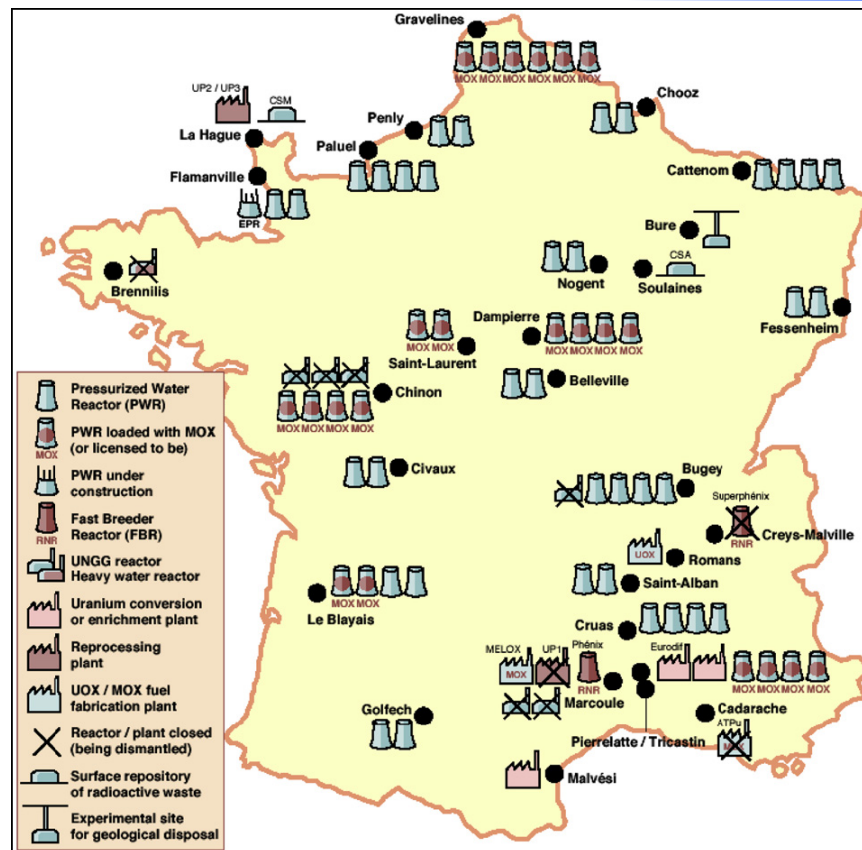 Gravelines
MOX MOX MOX MOX MOX MOX
UP2 / UP3
CSM
La Hague
Penly
Chooz
Paluel
Flamanville
EPR
Cattenom
Bure
CSA
Brennilis
Nogent
Soulaines
Fessenheim
Dampierre
MOX MOX MOX MOX
MOX MOX
Saint-Laurent
Belleville
Chinon
MOX MOX MOX MOX
Civaux
Bugey
Superphénix
RNR
Creys-Malville
UOX
Romans
Saint-Alban
MOX MOX
Le Blayais
Cruas
MELOX
MOX
UP1
Phénix
RNR
Marcoule
Eurodif
MOX MOX MOX MOX
Golfech
Cadarache
ATPu
Pierrelatte / Tricastin
Malvési
Pressurized Water
Reactor (PWR)
MOX
PWR loaded with MOX
(or licensed to be)
PWR under
construction
RNR
Fast Breeder
Reactor (FBR)
UNGG reactor
Heavy water reactor
Uranium conversion
or enrichment plant
Reprocessing
plant
UOX / MOX fuel
fabrication plant
Reactor / plant closed
(being dismantled)
Surface repository
of radioactive waste
Experimental site
for geological disposal